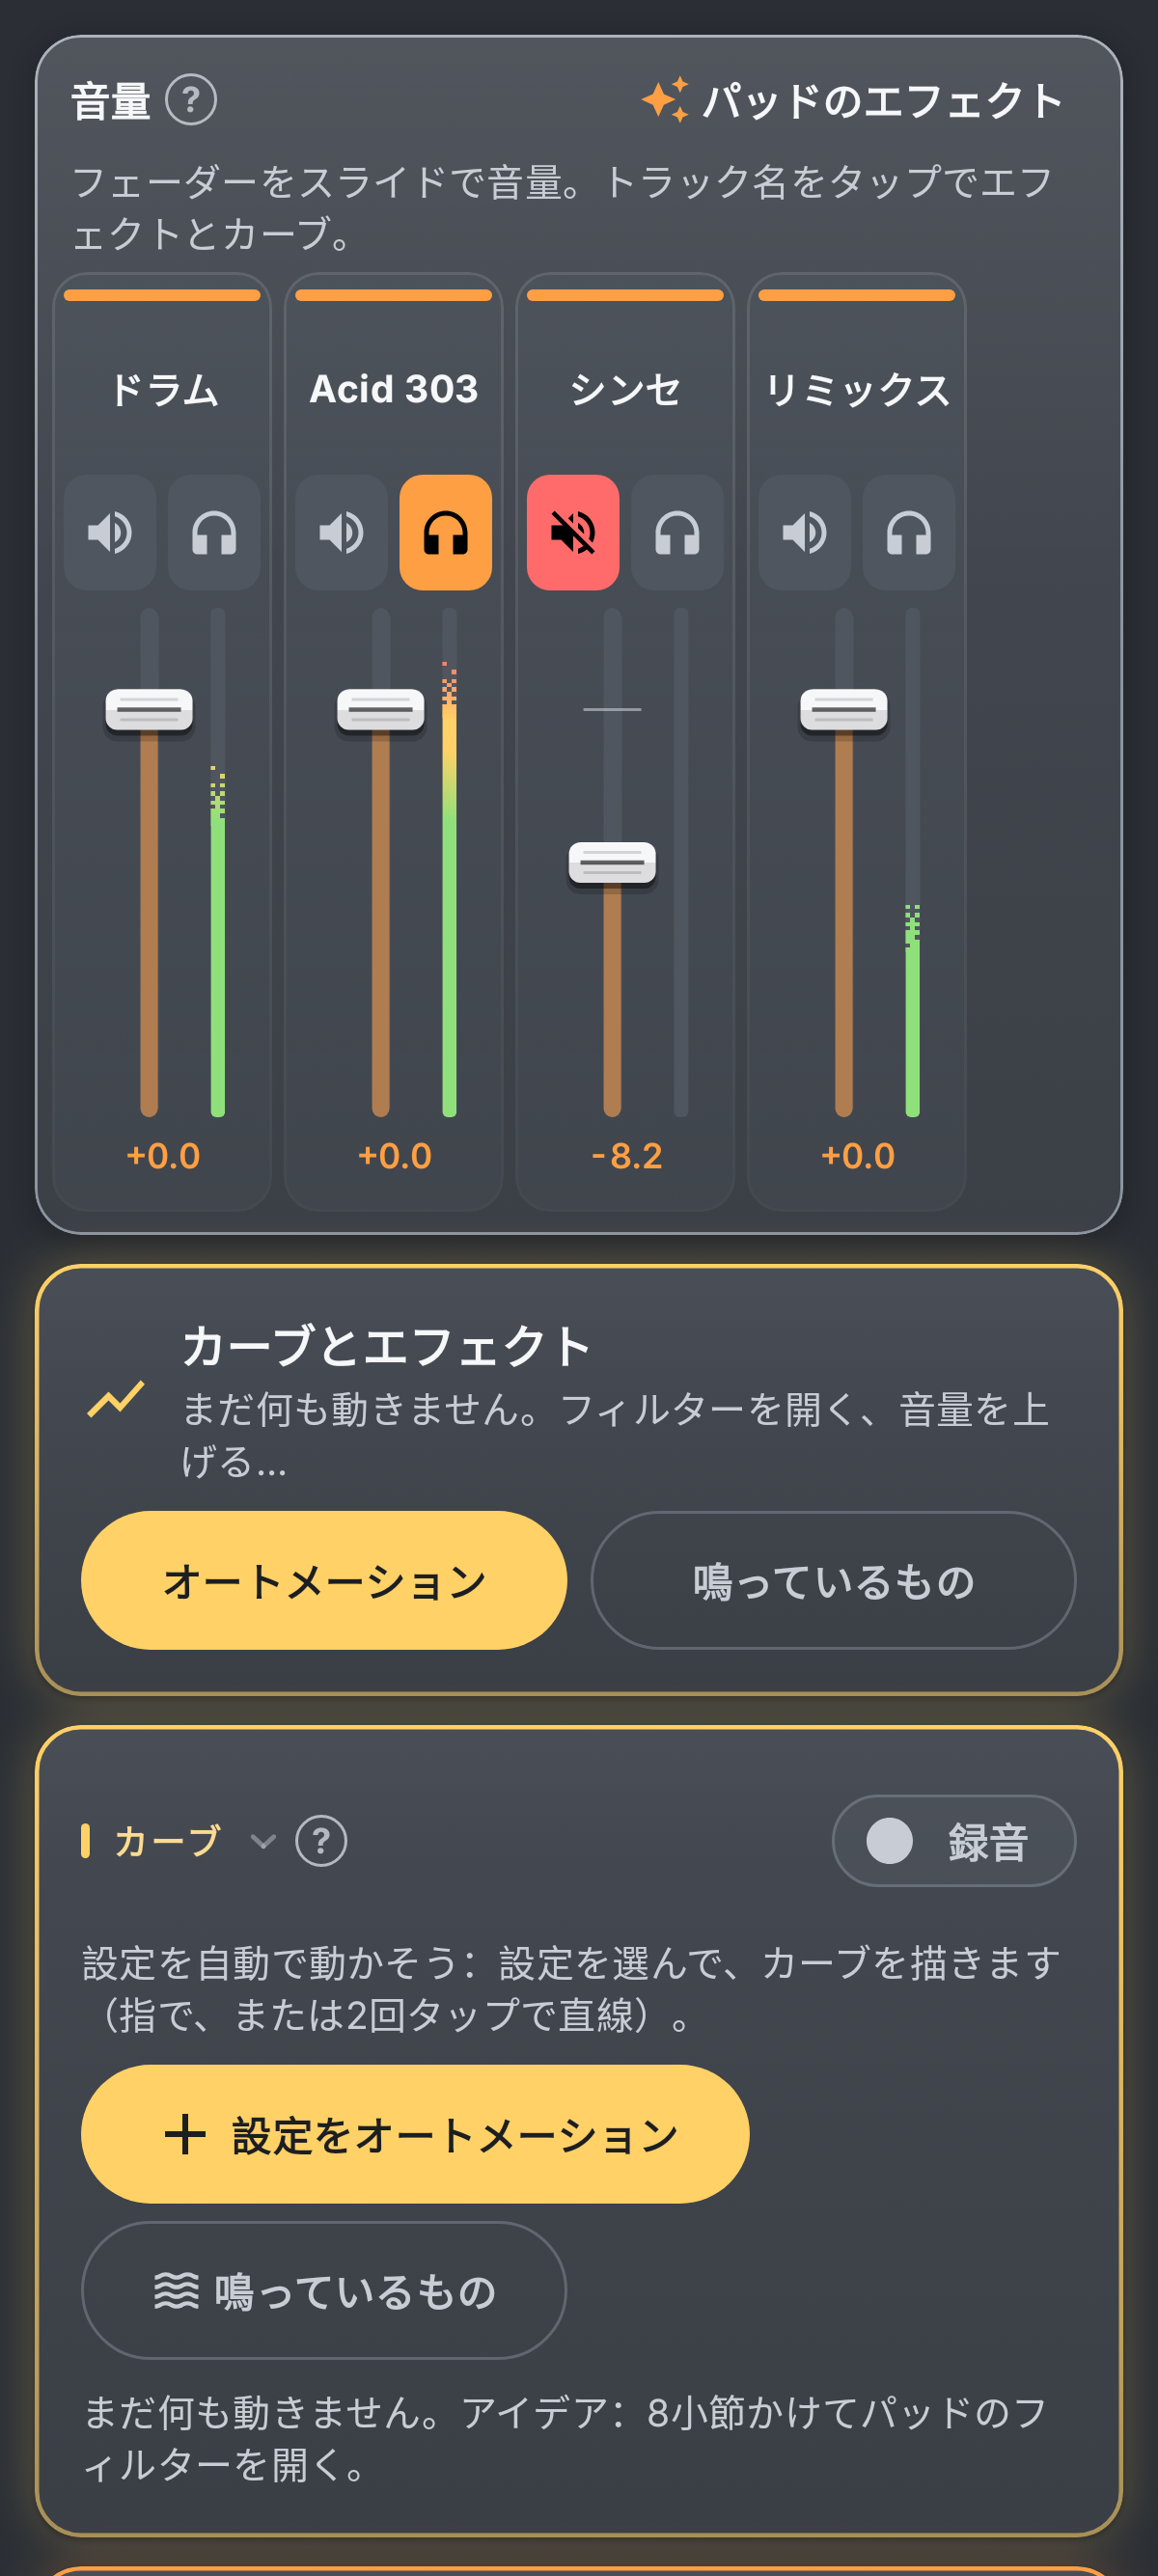 音量 ?
パッドのエフェクト
フェーダーをスライドで音量。トラック名をタップでエフ
ェクトとカーブ。
ドラム
Acid 303
シンセ
リミックス
+0.0
+0.0
-8.2
+0.0
カーブとエフェクト
まだ何も動きません。フィルターを開く、音量を上
げる...
オートメーション
鳴っているもの
カーブ ?
録音
設定を自動で動かそう：設定を選んで、カーブを描きます
（指で、または2回タップで直線）。
設定をオートメーション
鳴っているもの
まだ何も動きません。アイデア：8小節かけてパッドのフ
ィルターを開く。